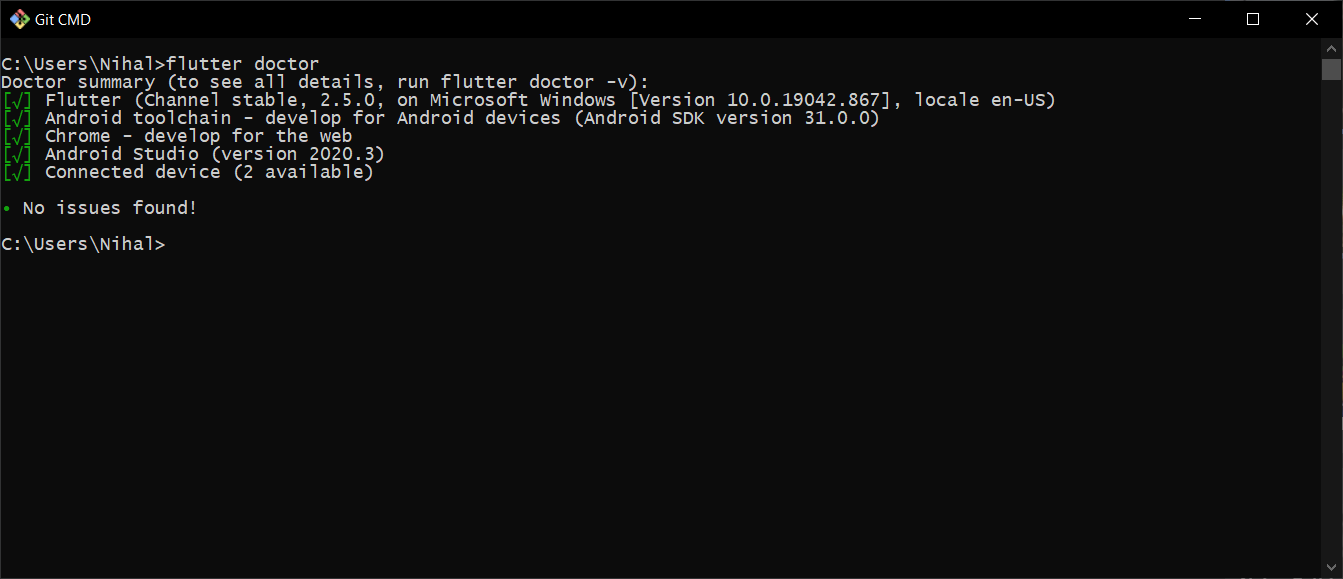 Git CMD
C:\Users\Nihal>flutter doctor
Doctor summary (to see all details, run flutter doctor -v):
[√] Flutter (Channel stable, 2.5.0, on Microsoft Windows [Version 10.0.19042.867], locale en-US)
[√] Android toolchain - develop for Android devices (Android SDK version 31.0.0)
[√] Chrome - develop for the web
[√] Android Studio (version 2020.3)
[√] Connected device (2 available)
• No issues found!
C:\Users\Nihal>